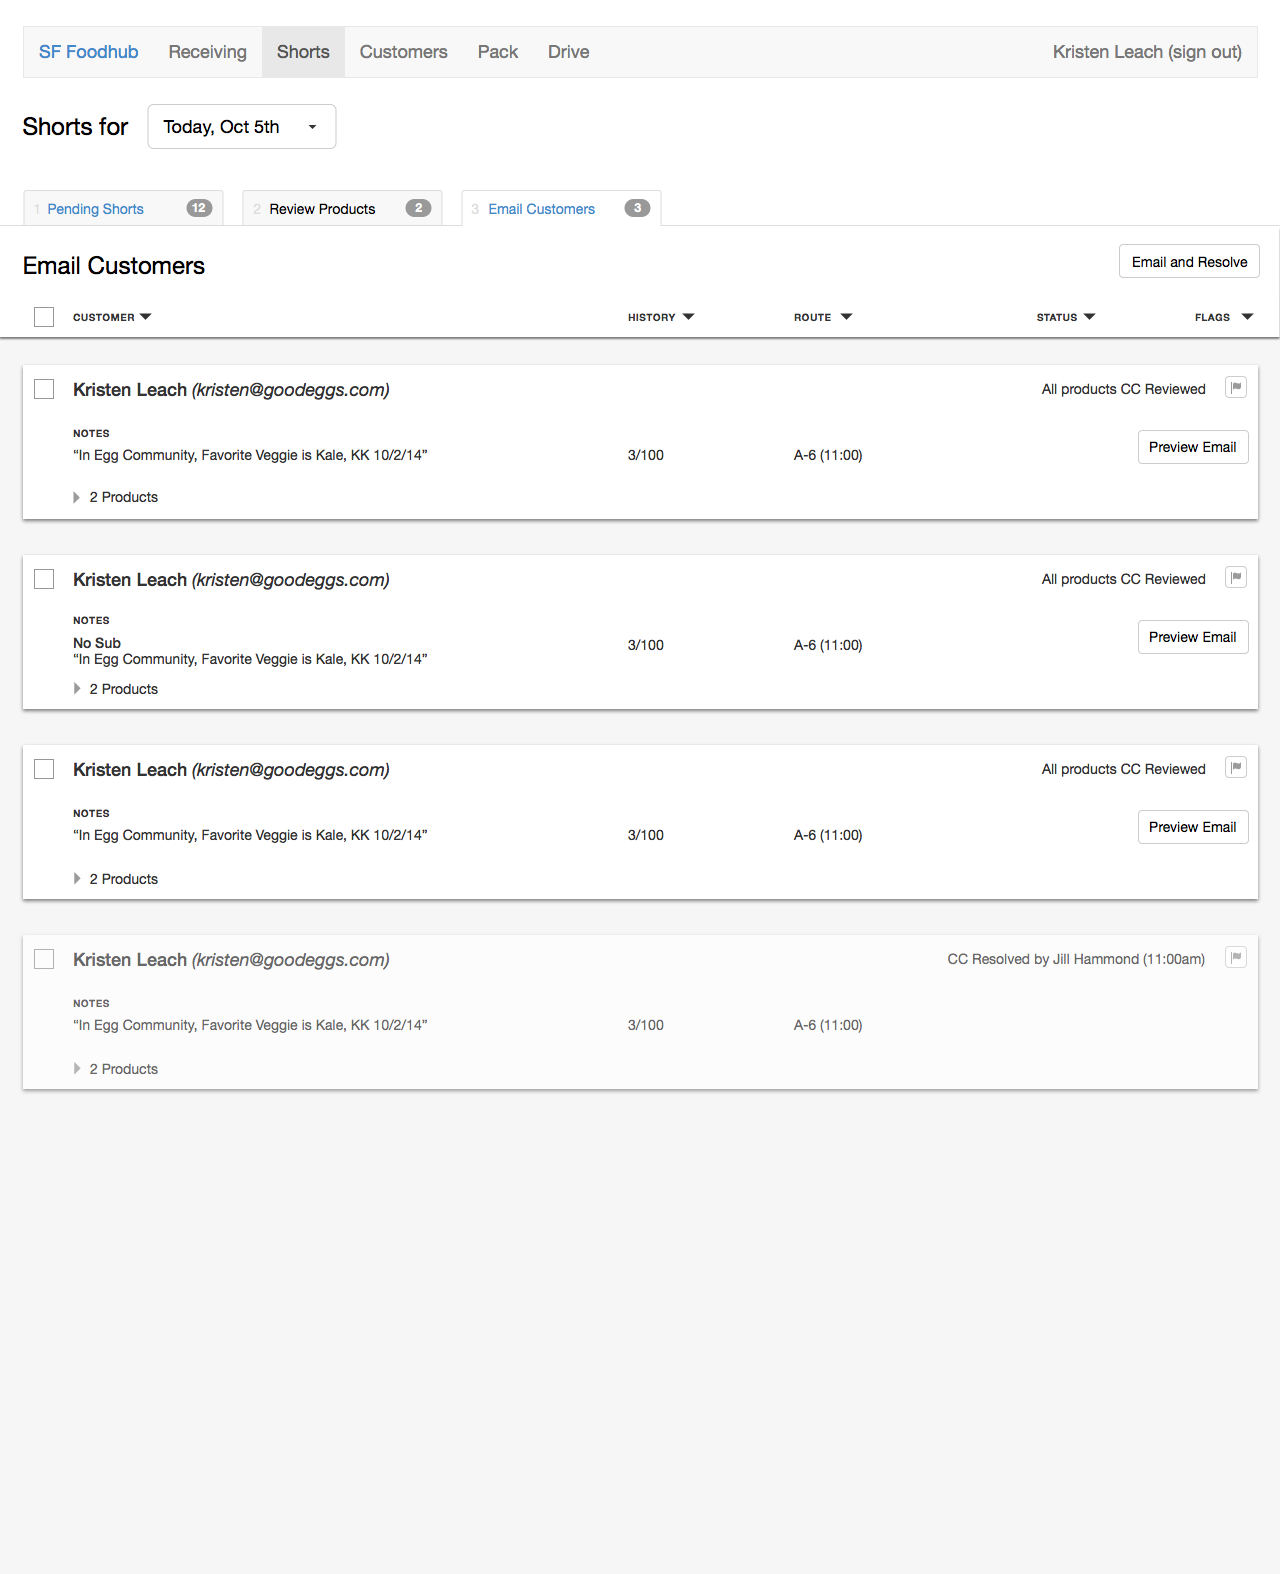 SF Foodhub Receiving Shorts Customers Pack Drive Kristen Leach (sign out)
Shorts for Today, Oct 5th
1 Pending Shorts 12 2 Review Products 2 3 Email Customers 3
Email Customers Email and Resolve
CUSTOMER HISTORY ROUTE STATUS FLAGS
Kristen Leach (kristen@goodeggs.com) All products CC Reviewed
NOTES
“In Egg Community, Favorite Veggie is Kale, KK 10/2/14” 3/100 A-6 (11:00) Preview Email
2 Products
Kristen Leach (kristen@goodeggs.com) All products CC Reviewed
NOTES
No Sub
“In Egg Community, Favorite Veggie is Kale, KK 10/2/14” 3/100 A-6 (11:00) Preview Email
2 Products
Kristen Leach (kristen@goodeggs.com) All products CC Reviewed
NOTES
“In Egg Community, Favorite Veggie is Kale, KK 10/2/14” 3/100 A-6 (11:00) Preview Email
2 Products
Kristen Leach (kristen@goodeggs.com) CC Resolved by Jill Hammond (11:00am)
NOTES
“In Egg Community, Favorite Veggie is Kale, KK 10/2/14” 3/100 A-6 (11:00)
2 Products